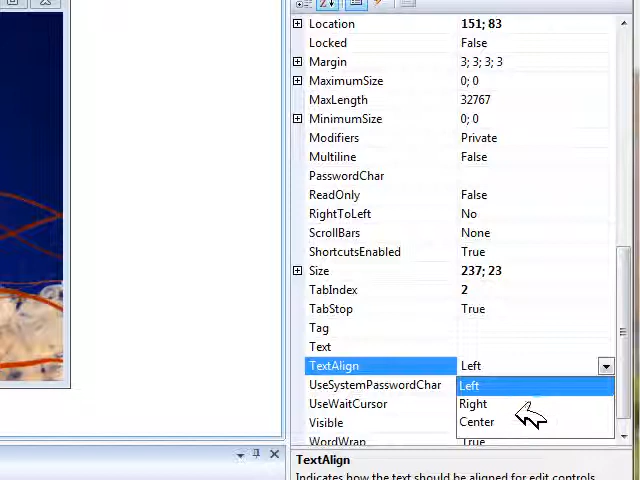 Location 151; 83
Locked False
Margin 3; 3; 3; 3
MaximumSize 0; 0
MaxLength 32767
MinimumSize 0; 0
Modifiers Private
Multiline False
PasswordChar
ReadOnly False
RightToLeft No
ScrollBars None
ShortcutsEnabled True
Size 237; 23
TabIndex 2
TabStop True
Tag
Text
TextAlign Left
UseSystemPasswordChar Left
UseWaitCursor Right
Visible Center
WordWrap True
TextAlign
Indicates how the text should be aligned for edit controls.